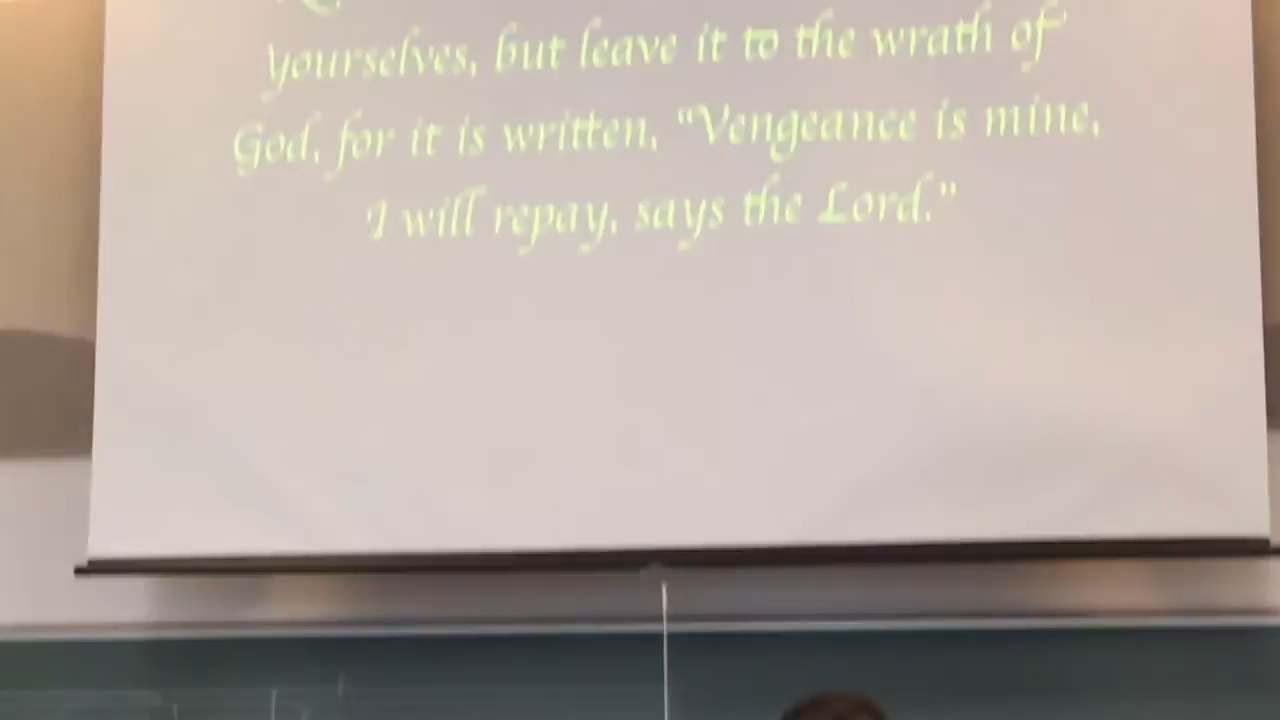 yourselves, but leave it to the wrath of
God, for it is written, "Vengeance is mine,
I will repay, says the Lord."